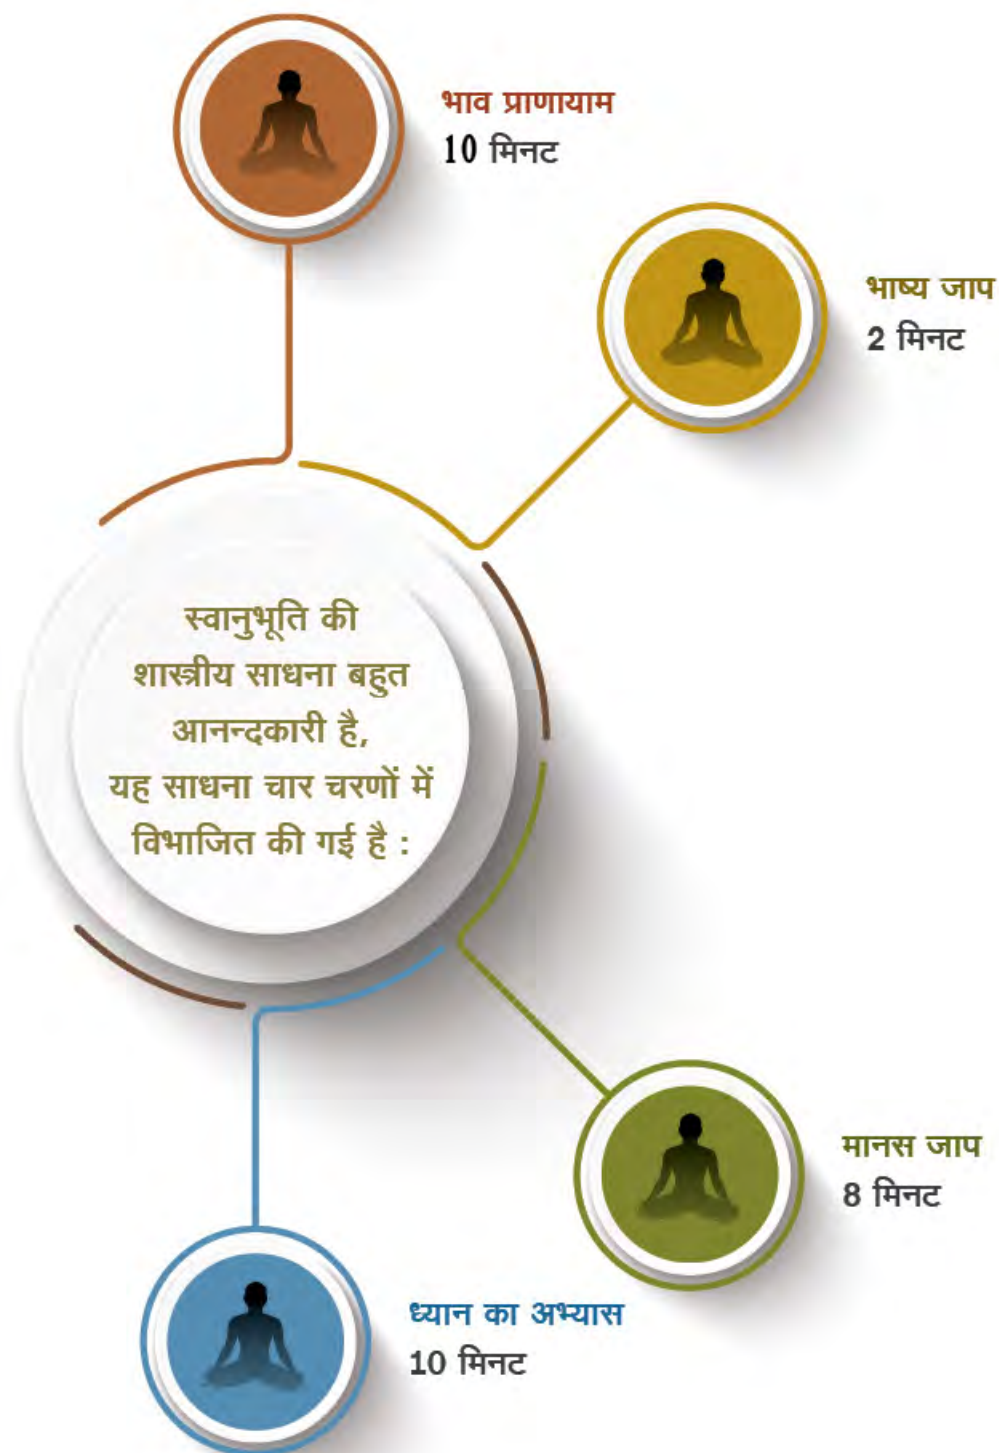 भाव प्राणायाम
10 मिनट
भाष्य जाप
2 मिनट
स्वानुभूति की
शास्त्रीय साधना बहुत
आनन्दकारी है,
यह साधना चार चरणों में
विभाजित की गई है :
मानस जाप
8 मिनट
ध्यान का अभ्यास
10 मिनट